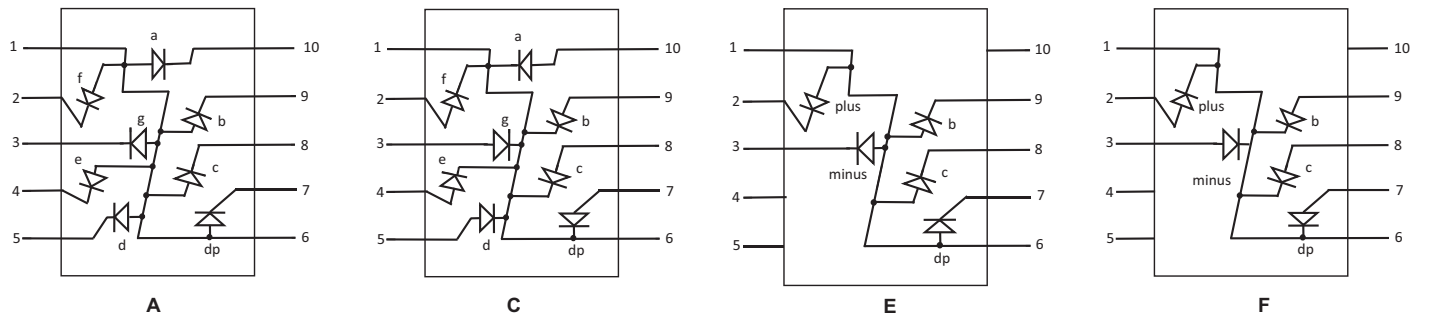 1 a 10 1 a 10 1 10 1 10
f f
2 9 2 9 2 plus 9 2 plus 9
g b g b b b
3 8 3 8 3 8 3 8
e c e c minus c minus c
4 7 4 7 4 7 4 7
5 d dp 6 5 d dp 6 5 dp 6 5 dp 6
A C E F